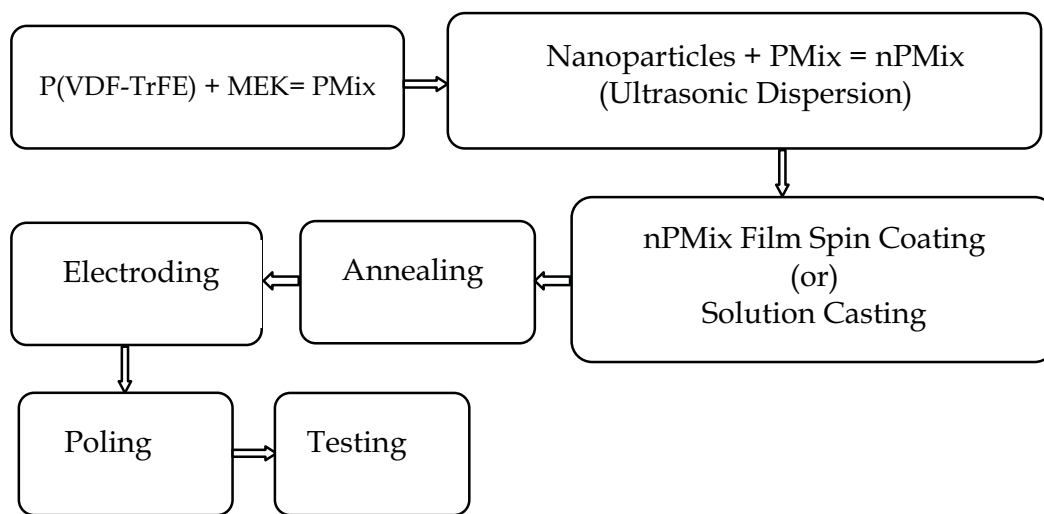 P(VDF-TrFE) + MEK= PMix
Nanoparticles + PMix = nPMix
(Ultrasonic Dispersion)
nPMix Film Spin Coating
(or)
Solution Casting
Annealing
Electroding
Poling
Testing